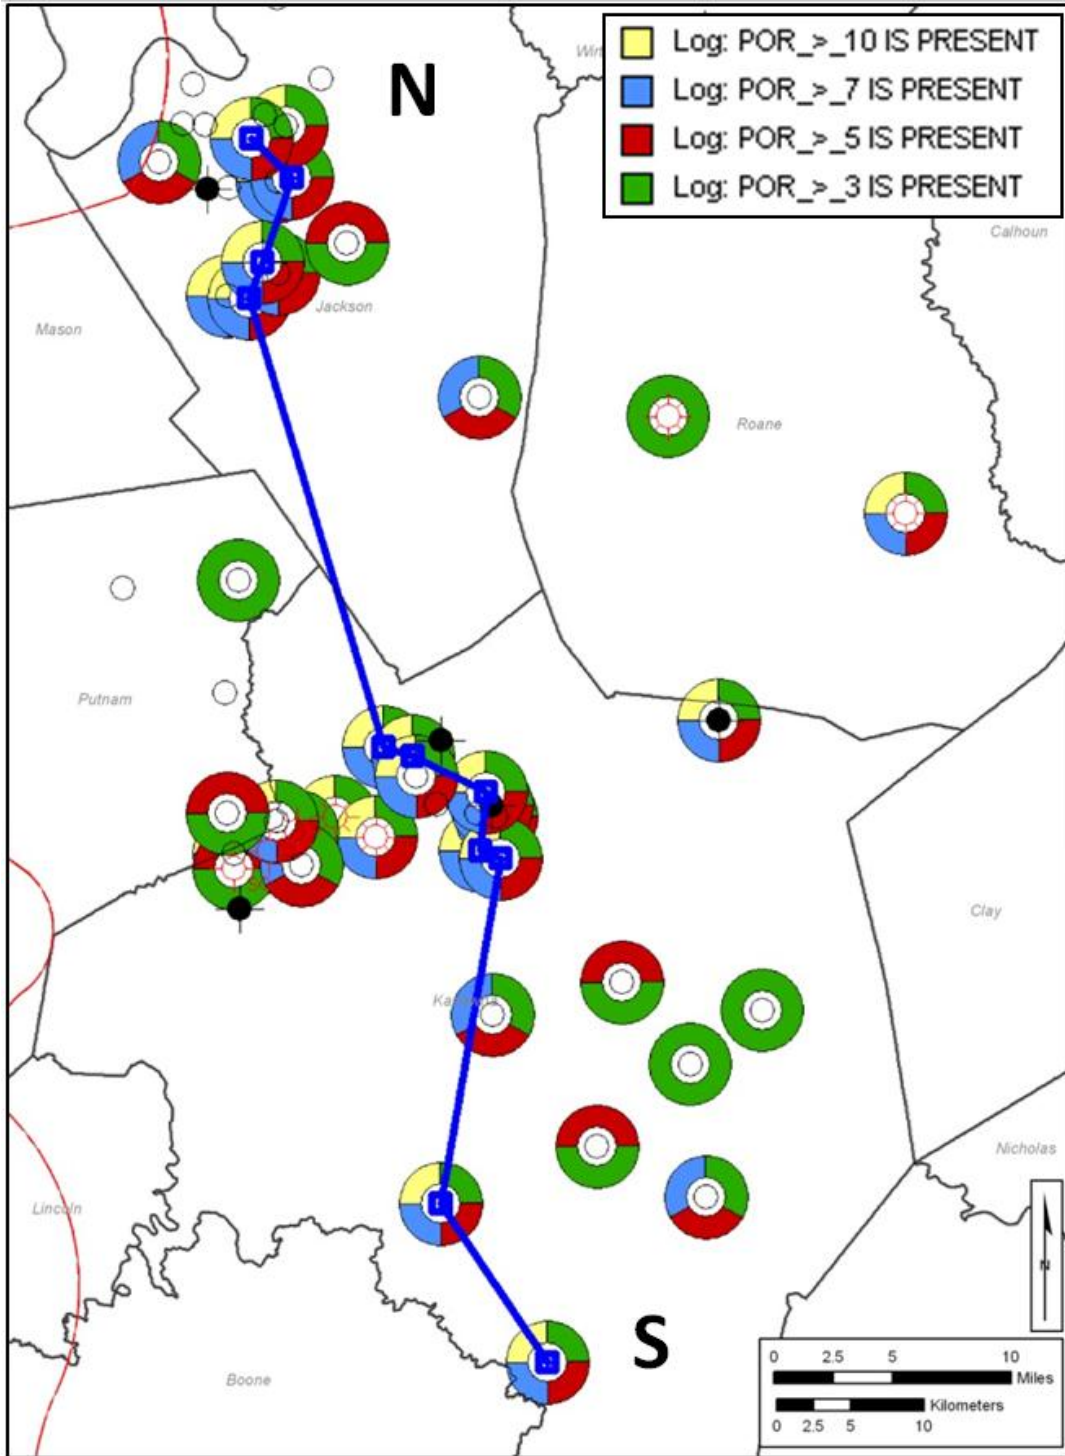 Log: POR_>_10 IS PRESENT
Log: POR_>_7 IS PRESENT
Log: POR_>_5 IS PRESENT
Log: POR_>_3 IS PRESENT
N
Calhoun
Jackson
Mason
Roane
Putnam
Clay
Nicholas
Lincoln
N
S
Boone
0 2.5 5 10
Miles
Kilometers
0 2.5 5 10